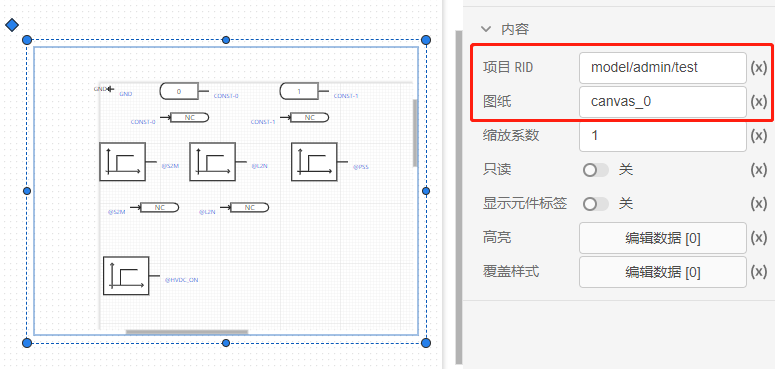 GND
GND
0
CONST-0
1
CONST-1
CONST-0
NC
CONST-1
NC
@S2M
@L2N
@PSS
@S2M
NC
@L2N
NC
@HVDC_ON
内容
项目 RID model/admin/test (x)
图纸 canvas_0 (x)
缩放系数 1 (x)
只读 关 (x)
显示元件标签 关 (x)
高亮 编辑数据 [0] (x)
覆盖样式 编辑数据 [0] (x)